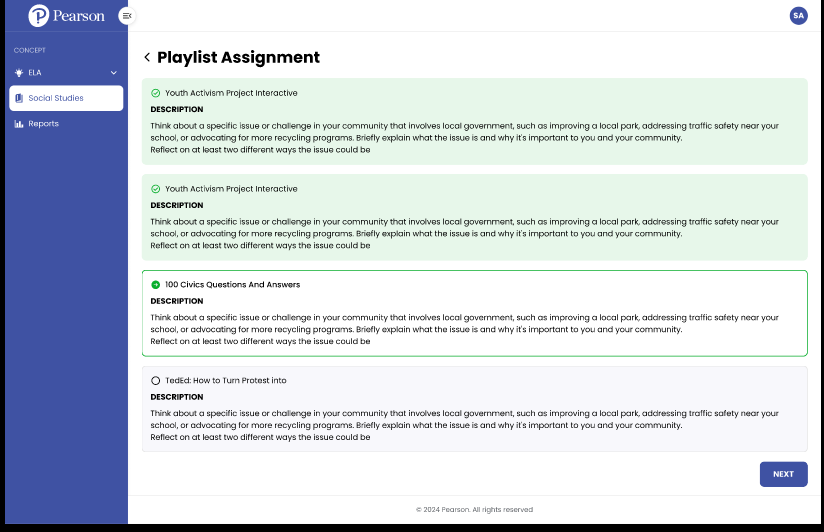 Pearson
SA
CONCEPT
ELA
Social Studies
Reports
Playlist Assignment
Youth Activism Project Interactive
DESCRIPTION
Think about a specific issue or challenge in your community that involves local government, such as improving a local park, addressing traffic safety near your
school, or advocating for more recycling programs. Briefly explain what the issue is and why it's important to you and your community.
Reflect on at least two different ways the issue could be
Youth Activism Project Interactive
DESCRIPTION
Think about a specific issue or challenge in your community that involves local government, such as improving a local park, addressing traffic safety near your
school, or advocating for more recycling programs. Briefly explain what the issue is and why it's important to you and your community.
Reflect on at least two different ways the issue could be
100 Civics Questions And Answers
DESCRIPTION
Think about a specific issue or challenge in your community that involves local government, such as improving a local park, addressing traffic safety near your
school, or advocating for more recycling programs. Briefly explain what the issue is and why it's important to you and your community.
Reflect on at least two different ways the issue could be
TedEd: How to Turn Protest into
DESCRIPTION
Think about a specific issue or challenge in your community that involves local government, such as improving a local park, addressing traffic safety near your
school, or advocating for more recycling programs. Briefly explain what the issue is and why it's important to you and your community.
Reflect on at least two different ways the issue could be
NEXT
© 2024 Pearson. All rights reserved